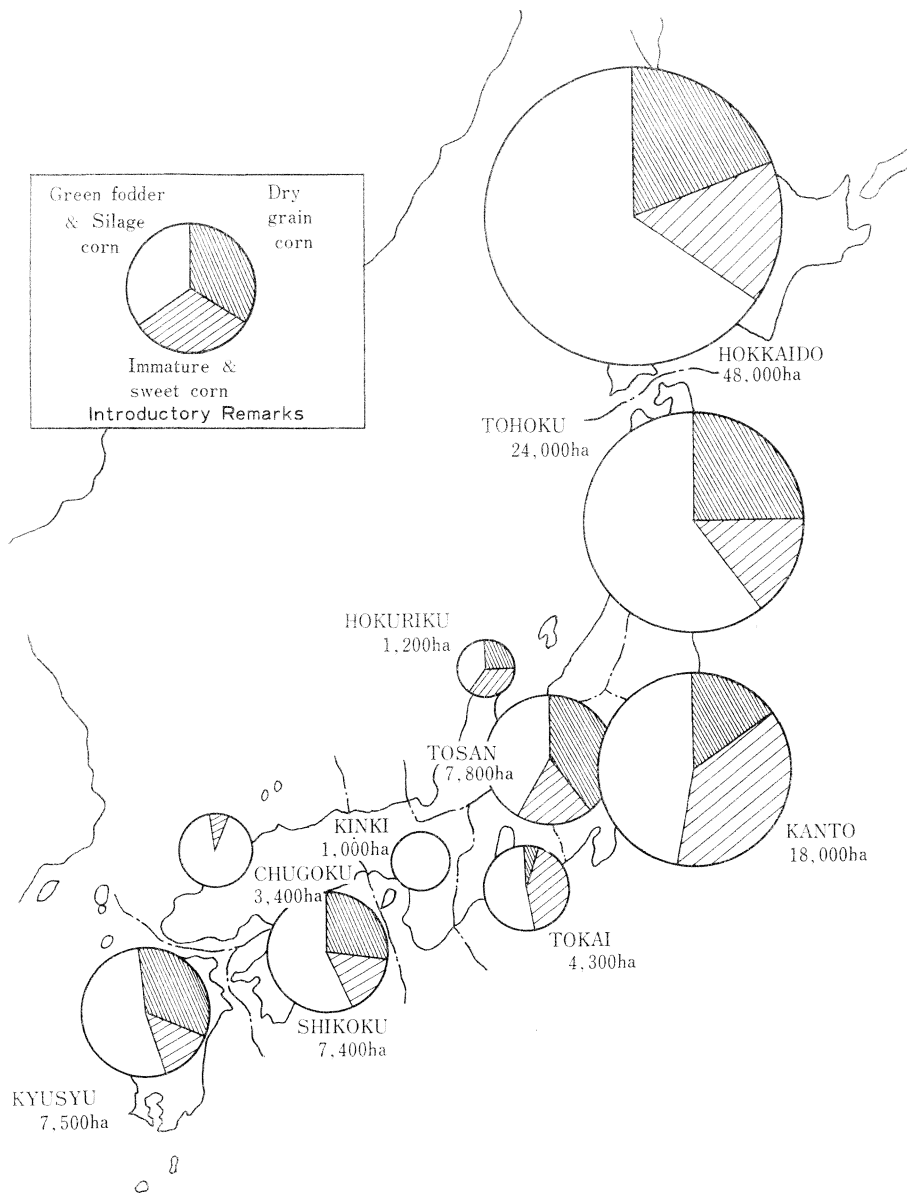 Green fodder
& Silage
corn
Dry
grain
corn
Immature &
sweet corn
Introductory Remarks
HOKKAIDO
48,000ha
TOHOKU
24,000ha
HOKURIKU
1,200ha
TOSAN
7,800ha
KANTO
18,000ha
KINKI
1,000ha
CHUGOKU
3,400ha
TOKAI
4,300ha
SHIKOKU
7,400ha
KYUSYU
7,500ha